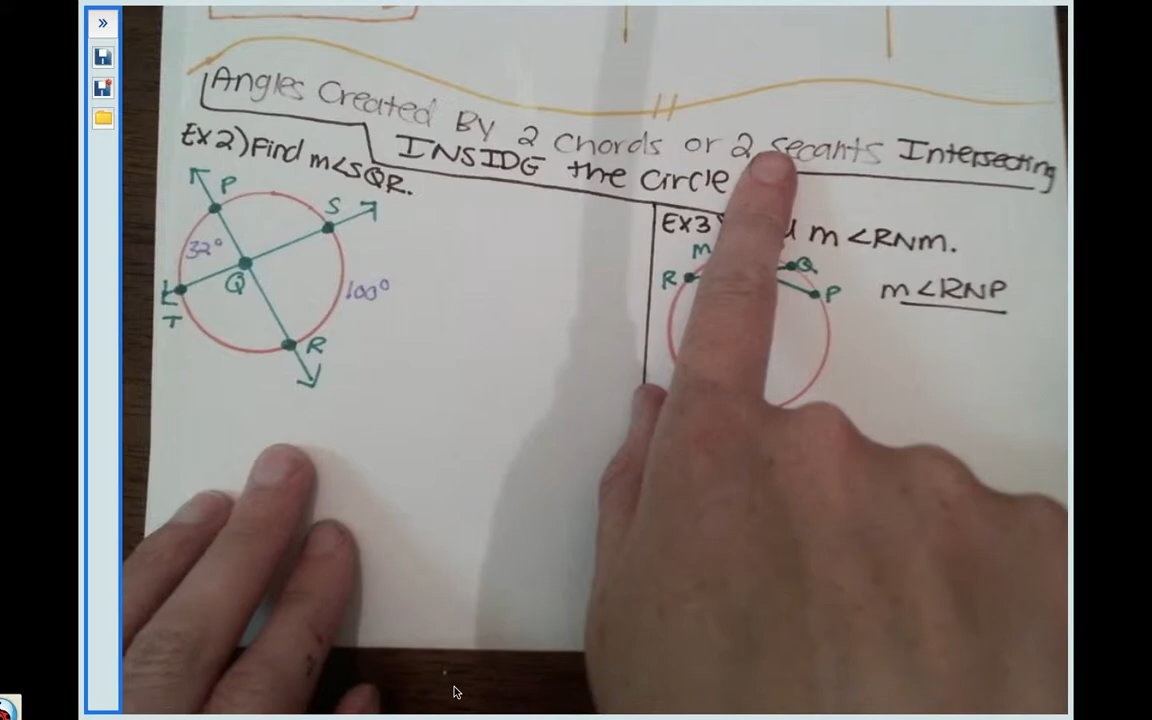 »
Angles Created By 2 Chords or 2 secants Intersecting
INSIDE the circle
Ex 2) Find m∠SQR.
P
S
32°
Q
100°
T
R
EX3
m∠RNM.
M
Q
R
P
m∠RNP